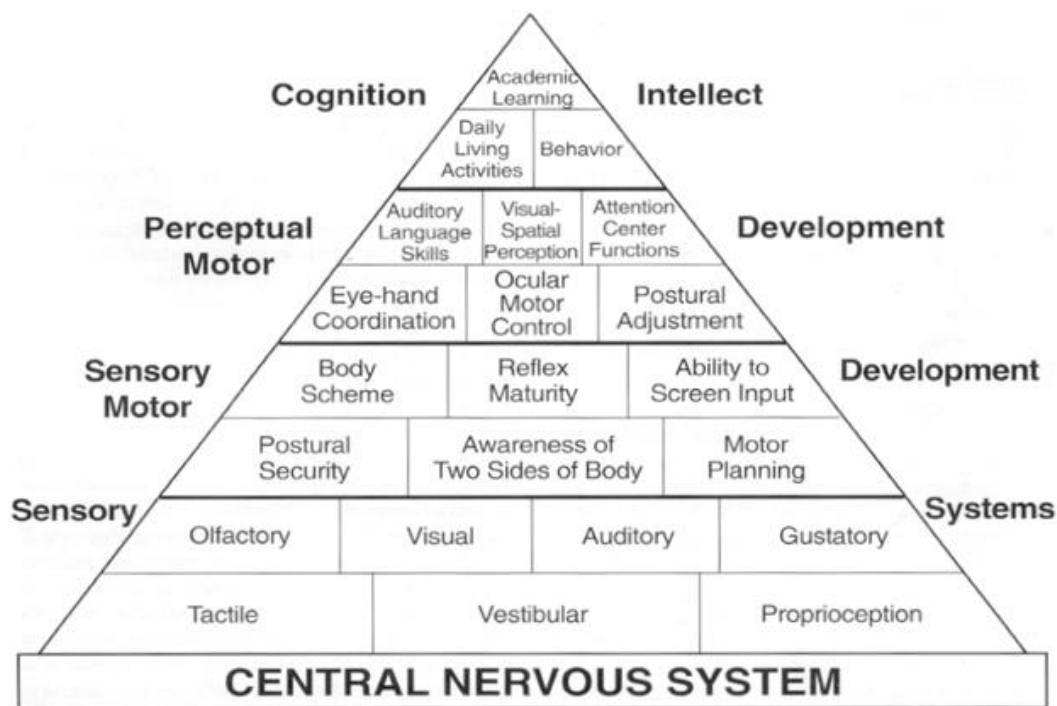 Academic
Learning
Cognition
Intellect
Daily
Living
Activities
Behavior
Auditory
Language
Skills
Visual-
Spatial
Perception
Attention
Center
Functions
Perceptual
Motor
Development
Eye-hand
Coordination
Ocular
Motor
Control
Postural
Adjustment
Sensory
Motor
Body
Scheme
Reflex
Maturity
Ability to
Screen Input
Development
Postural
Security
Awareness of
Two Sides of Body
Motor
Planning
Sensory
Systems
Olfactory
Visual
Auditory
Gustatory
Tactile
Vestibular
Proprioception
CENTRAL NERVOUS SYSTEM